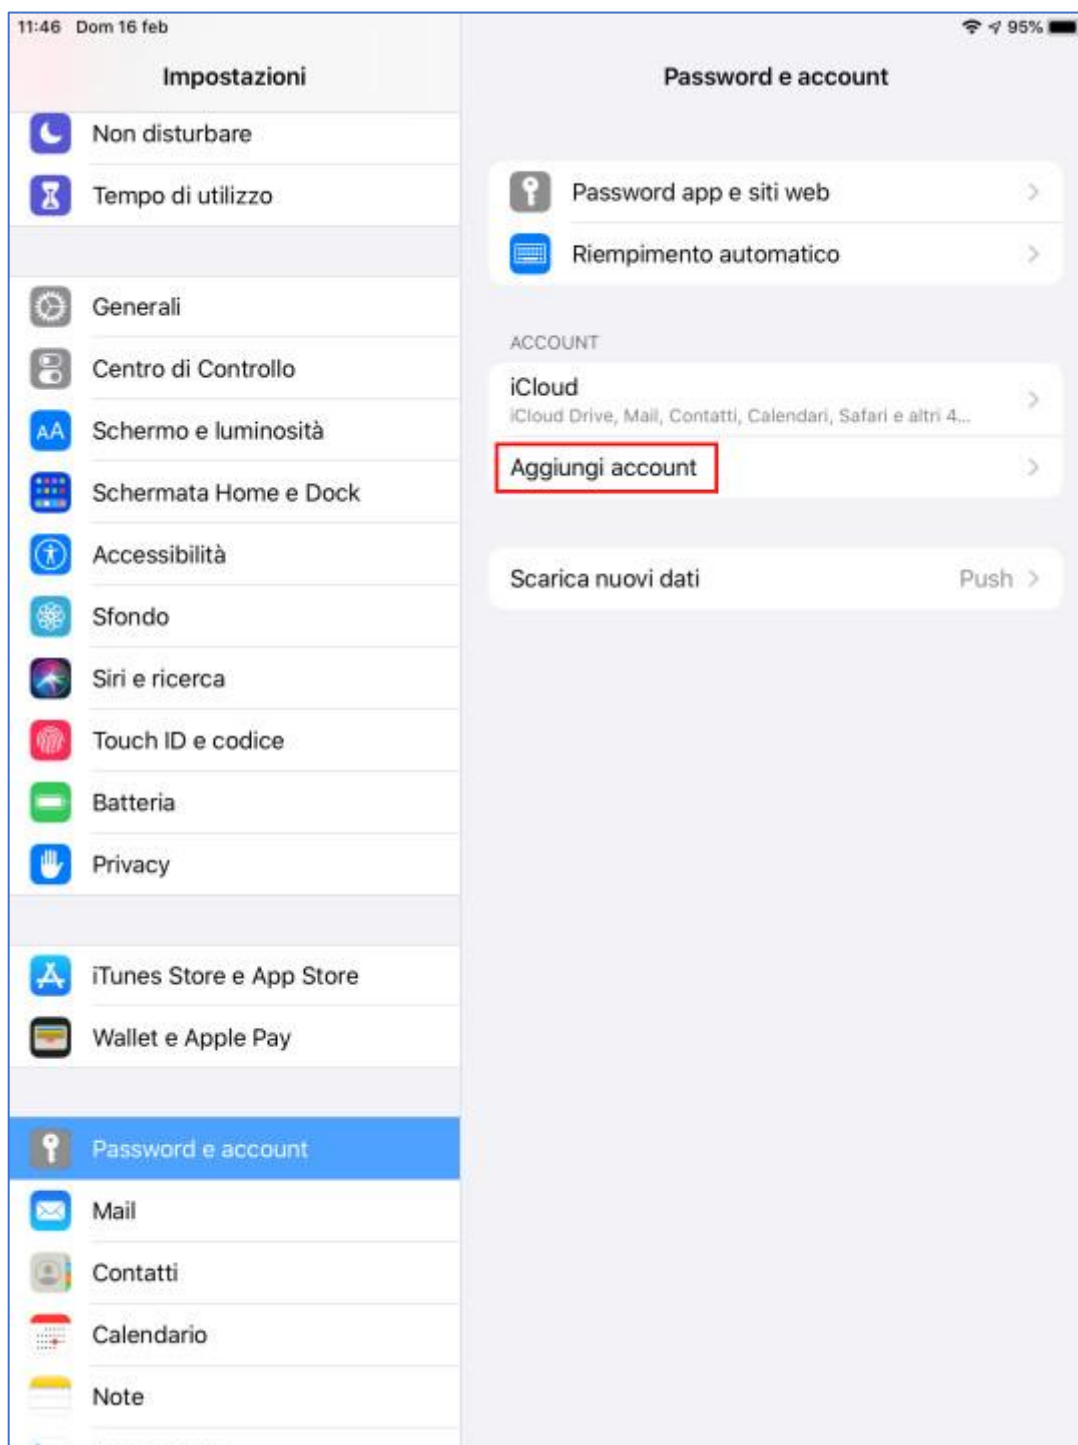 11:46 Dom 16 feb
95%
Impostazioni
Non disturbare
Tempo di utilizzo
Generali
Centro di Controllo
AA
Schermo e luminosità
Schermata Home e Dock
Accessibilità
Sfondo
Siri e ricerca
Touch ID e codice
Batteria
Privacy
iTunes Store e App Store
Wallet e Apple Pay
Password e account
Mail
Contatti
Calendario
Note
Password e account
Password app e siti web
Riempimento automatico
ACCOUNT
iCloud
iCloud Drive, Mail, Contatti, Calendari, Safari e altri 4...
Aggiungi account
Scarica nuovi dati Push